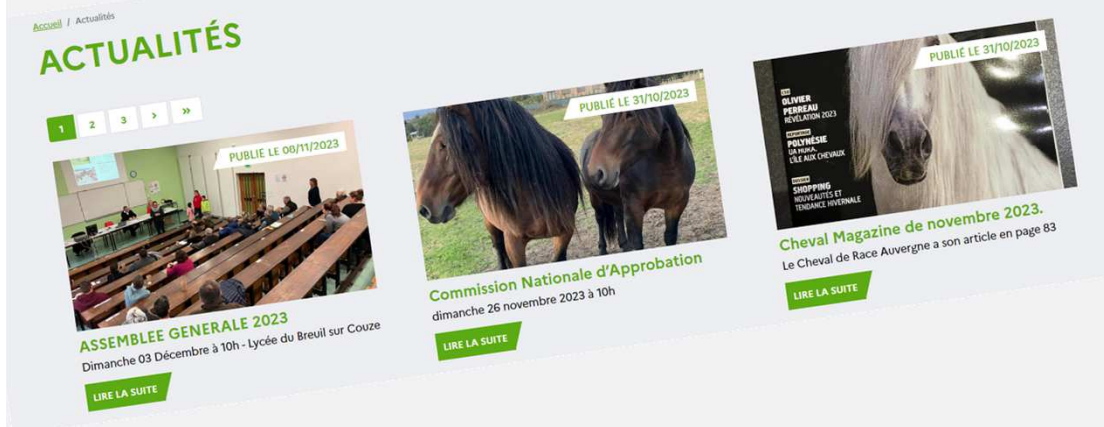 Accueil / Actualités
ACTUALITÉS
1 2 3 > »
PUBLIÉ LE 08/11/2023
ASSEMBLEE GENERALE 2023
Dimanche 03 Décembre à 10h - Lycée du Breuil sur Couze
LIRE LA SUITE
PUBLIÉ LE 31/10/2023
Commission Nationale d'Approbation
dimanche 26 novembre 2023 à 10h
LIRE LA SUITE
PUBLIÉ LE 31/10/2023
OLIVIER
PERREAU
RÉVÉLATION 2023
REPORTAGE
POLYNÉSIE
UA HUKA,
L'ÎLE AUX CHEVAUX
DOSSIER
SHOPPING
NOUVEAUTÉS ET
TENDANCE HIVERNALE
Cheval Magazine de novembre 2023.
Le Cheval de Race Auvergne a son article en page 83
LIRE LA SUITE